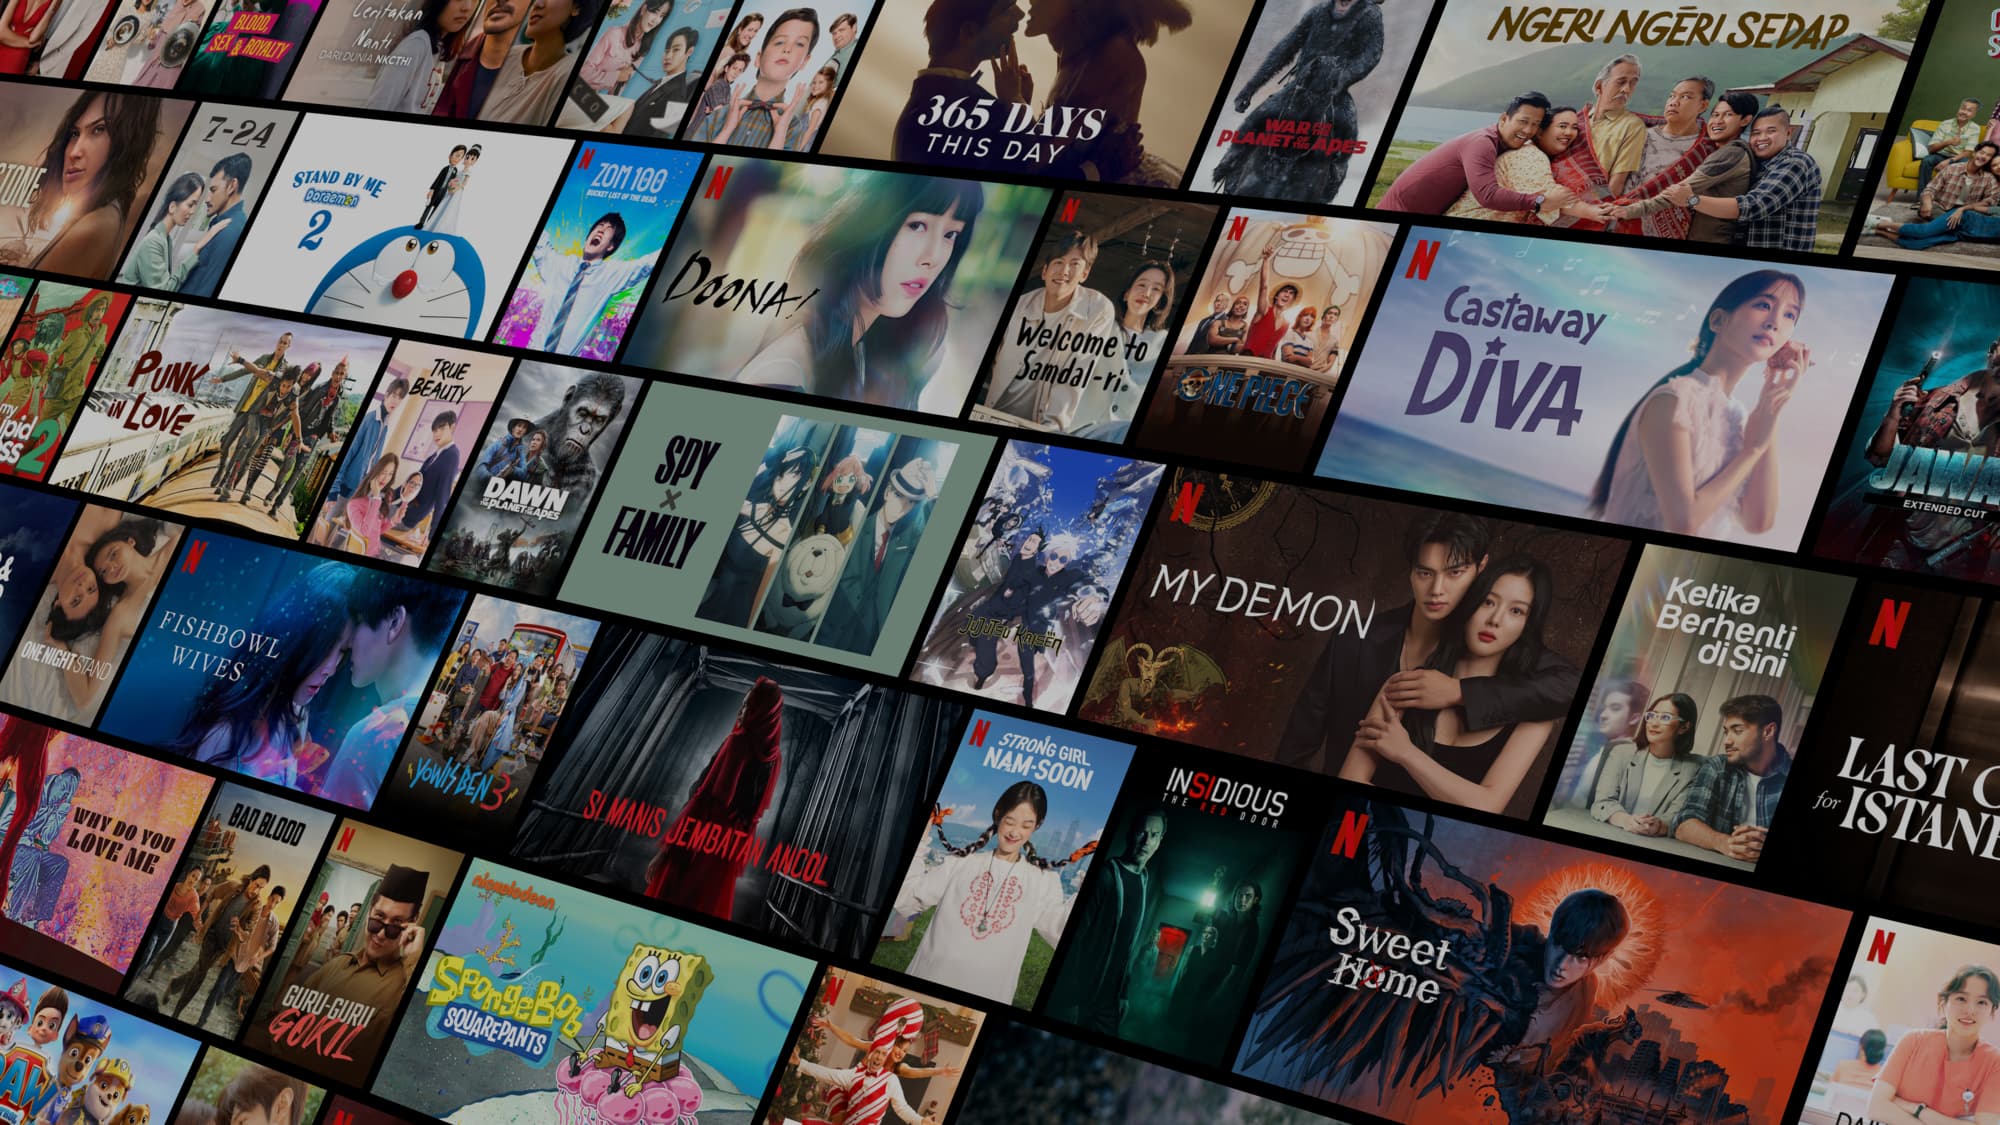 BLOOD,
SEX & ROYALTY
Ceritakan
Nanti
DARI DUNIA NKCTHI
CEO
365 DAYS
THIS DAY
WAR FOR THE
PLANET OF THE APES
NGERI NGERI SEDAP
7-24
STAND BY ME
Doraemon
2
N
ZOM 100
BUCKET LIST OF THE DEAD
N
DOONA!
N
Welcome to
Samdal-ri
N
ONE PIECE
N
Castaway
DIVA
EXTENDED CUT
PUNK
IN LOVE
TRUE
BEAUTY
DAWN
OF THE
PLANET OF THE APES
SPY
×
FAMILY
JUJUTSU KAISEN
N
MY DEMON
Ketika
Berhenti
di Sini
N
LAST
for
ONE NIGHT STAND
N
FISHBOWL
WIVES
YOWIS BEN 3
SI MANIS JEMBATAN ANCOL
N
STRONG GIRL
NAM-SOON
INSIDIOUS
THE RED DOOR
N
Sweet
Home
WHY DO YOU
LOVE ME
BAD BLOOD
N
GURU-GURU
GOKIL
nickelodeon
SPONGEBOB
SQUAREPANTS
N
N
N